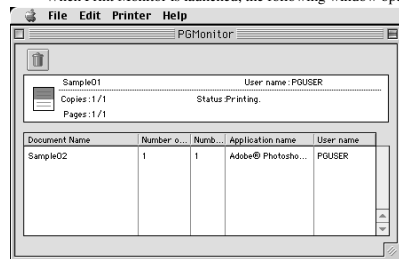 When Print Monitor is launched, the following window op
File Edit Printer Help
PGMonitor
Sample01 User name : PGUSER
Copies : 1 / 1 Status : Printing.
Pages : 1 / 1
Document Name Number o... Numb... Application name User name
Sample02 1 1 Adobe® Photosho... PGUSER